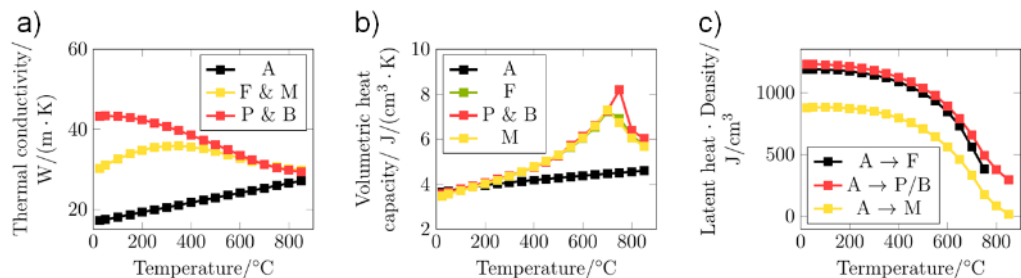 a)
Thermal conductivity/
W/(m · K)
60
40
20
A
F & M
P & B
0
200
400
600
800
Temperature/°C
b)
Volumetric heat
capacity/ J/(cm³ · K)
10
8
6
4
2
A
F
P & B
M
0
200
400
600
800
Temperature/°C
c)
Latent heat · Density/
J/cm³
1000
500
0
A → F
A → P/B
A → M
0
200
400
600
800
Termperature/°C